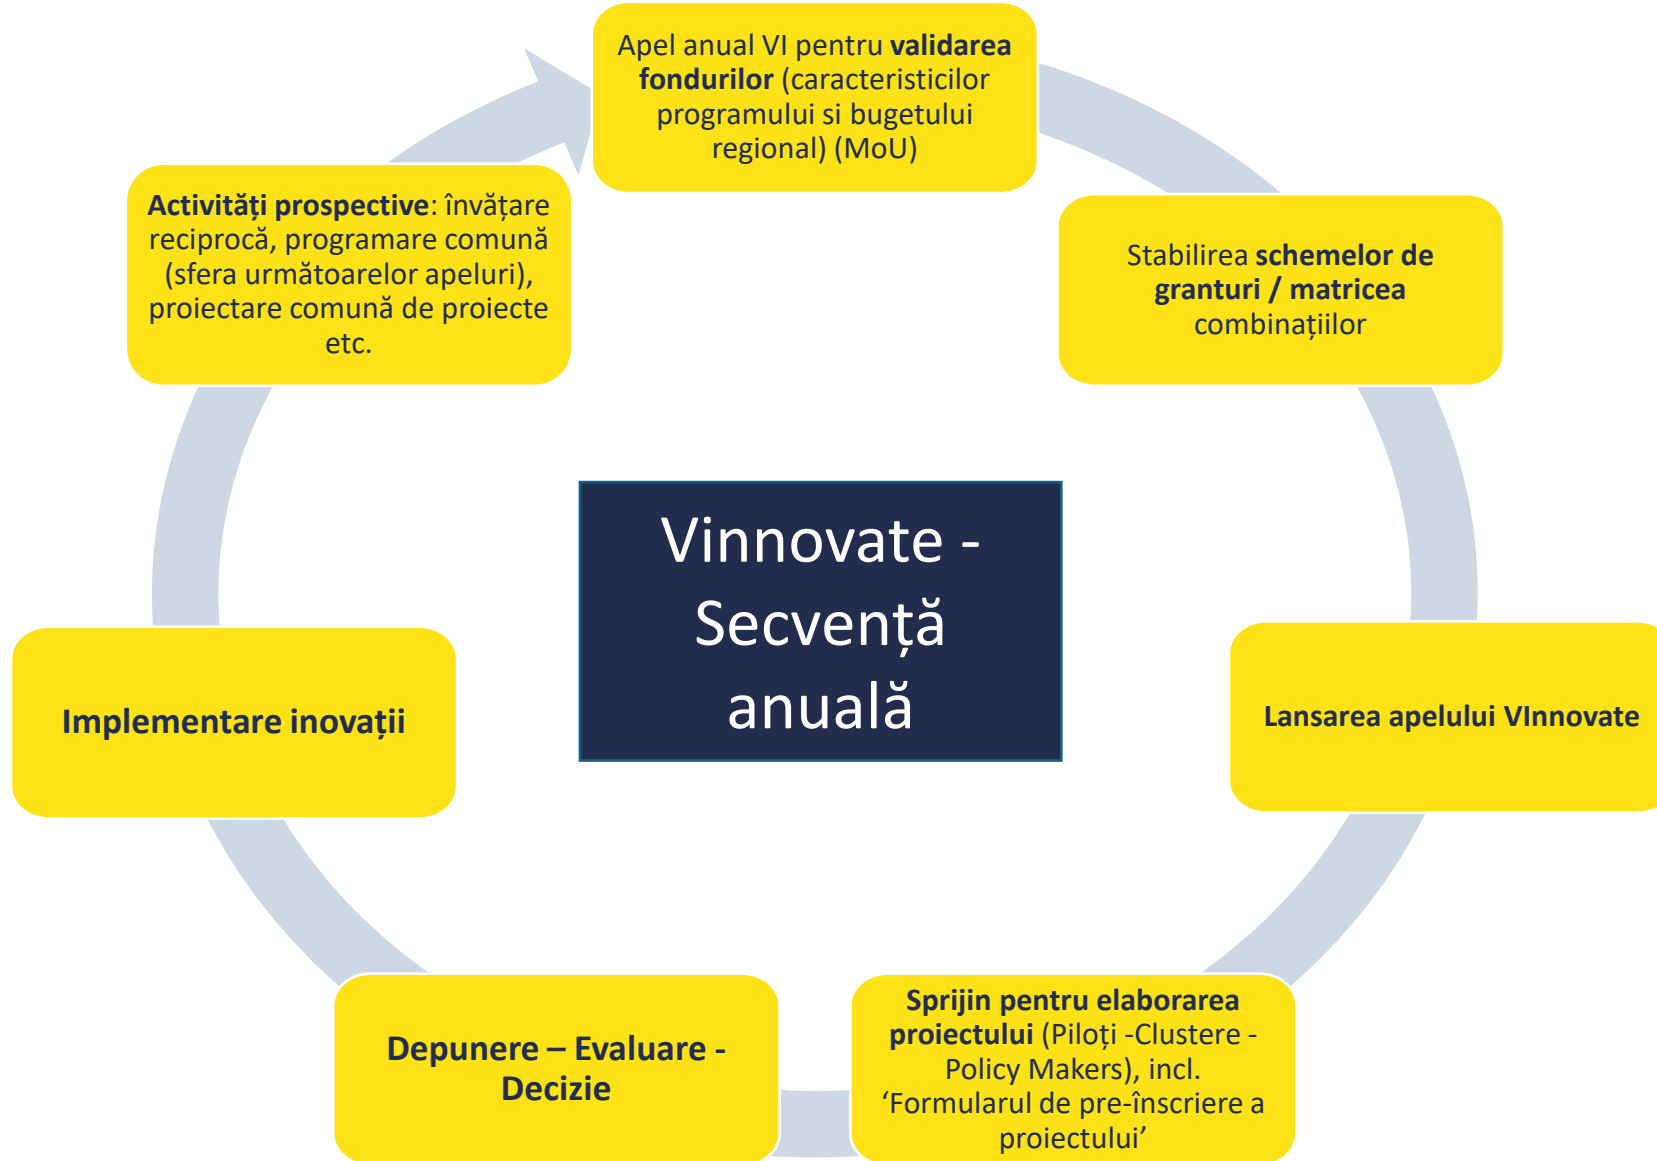 Apel anual VI pentru validarea
fondurilor (caracteristicilor
programului si bugetului
regional) (MoU)
Stabilirea schemelor de
granturi / matricea
combinațiilor
Lansarea apelului VInnovate
Sprijin pentru elaborarea
proiectului (Piloți -Clustere -
Policy Makers), incl.
‘Formularul de pre-înscriere a
proiectului’
Depunere – Evaluare -
Decizie
Implementare inovații
Activități prospective: învățare
reciprocă, programare comună
(sfera următoarelor apeluri),
proiectare comună de proiecte
etc.
Vinnovate -
Secvență
anuală